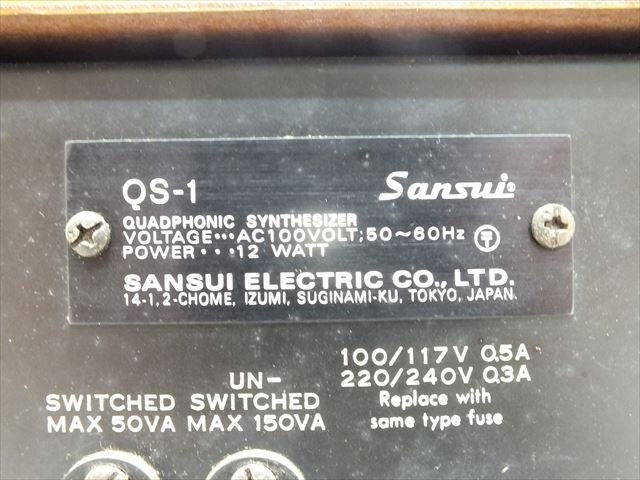 QS-1 Sansui®
QUADPHONIC SYNTHESIZER
VOLTAGE···AC100VOLT;50~60Hz
POWER···12 WATT
SANSUI ELECTRIC CO., LTD.
14-1, 2-CHOME, IZUMI, SUGINAMI-KU, TOKYO, JAPAN.
SWITCHED
MAX 50VA
UN-
SWITCHED
MAX 150VA
100/117V 0.5A
220/240V 0.3A
Replace with
same type fuse